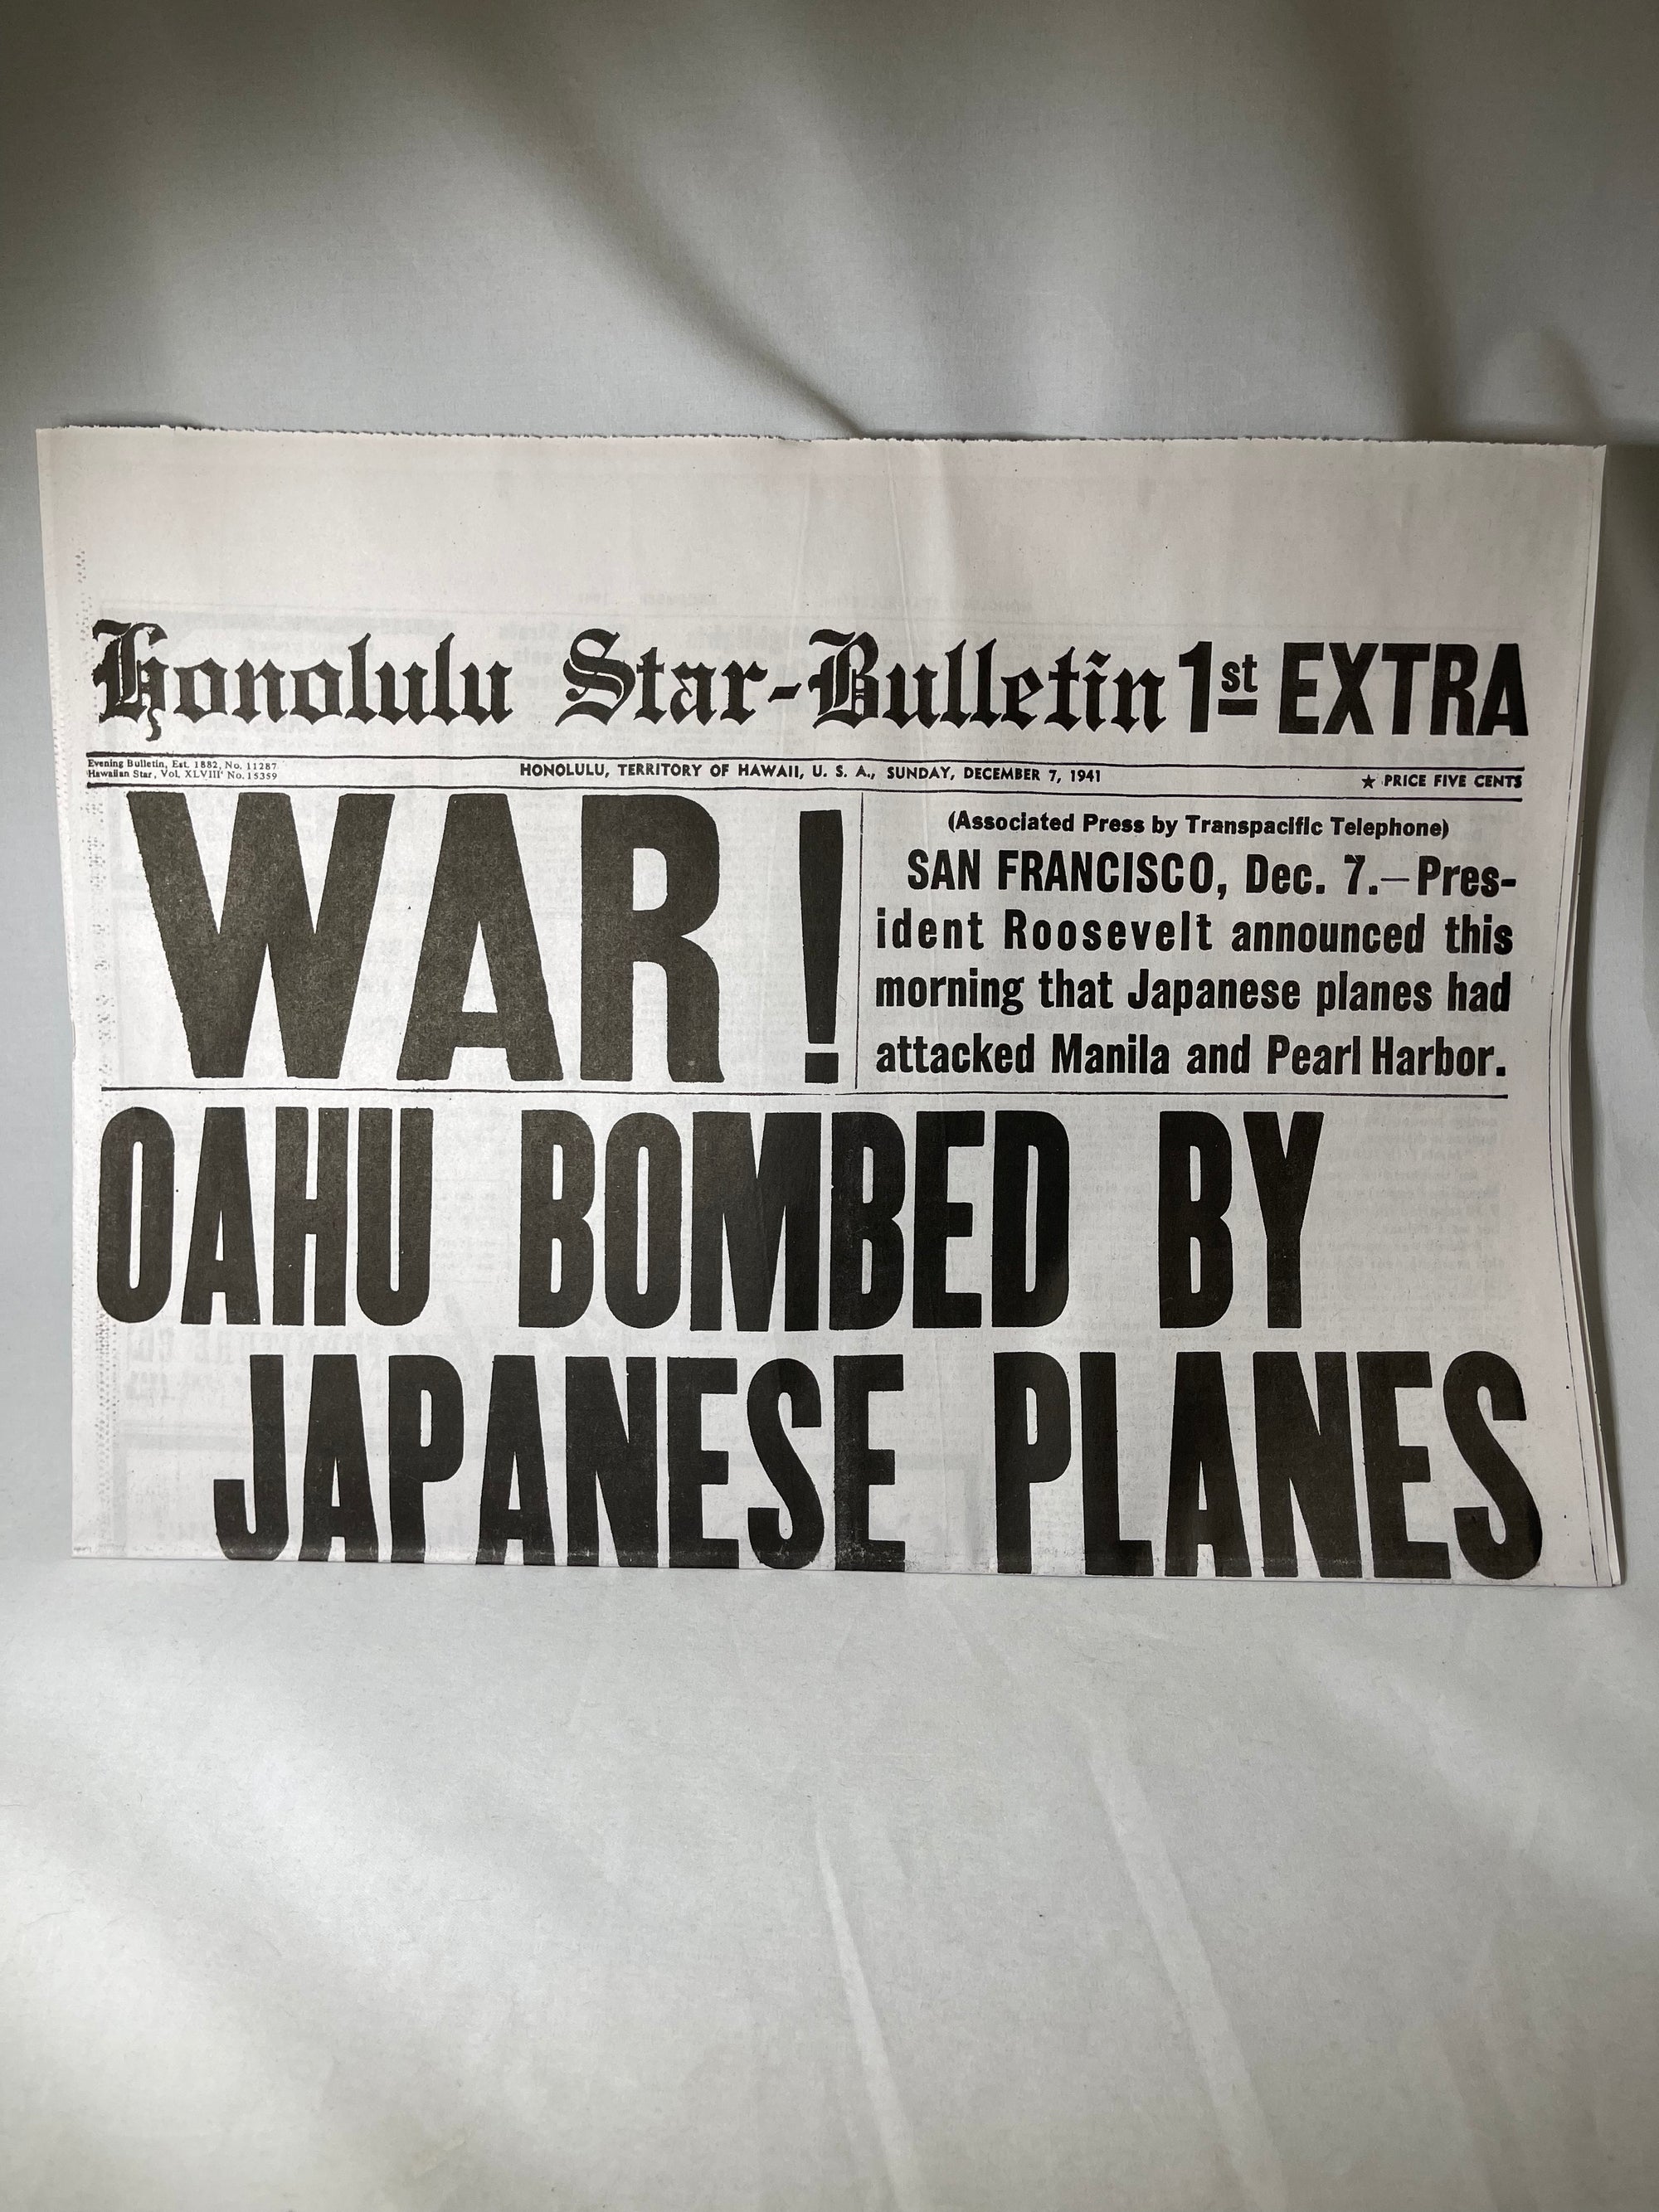 Honolulu Star-Bulletin 1st EXTRA
Evening Bulletin, Est. 1882, No. 11287
Hawaiian Star, Vol. XLVIII' No. 15359
HONOLULU, TERRITORY OF HAWAII, U. S. A., SUNDAY, DECEMBER 7, 1941
★ PRICE FIVE CENTS
WAR !
(Associated Press by Transpacific Telephone)
SAN FRANCISCO, Dec. 7.—Pres-
ident Roosevelt announced this
morning that Japanese planes had
attacked Manila and Pearl Harbor.
OAHU BOMBED BY
JAPANESE PLANES